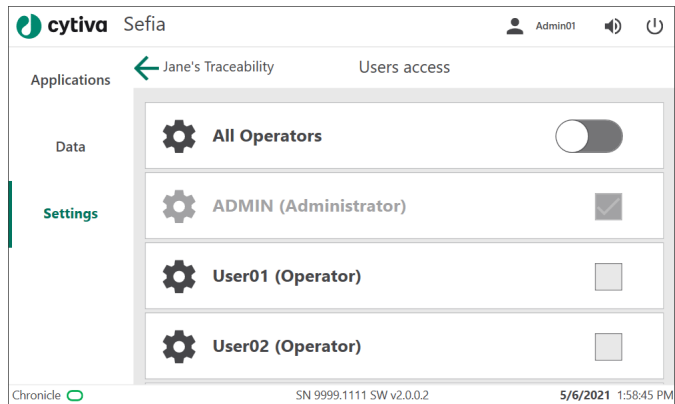 cytiva Sefia Admin01
Applications
Data
Settings
Jane's Traceability Users access
All Operators
ADMIN (Administrator)
User01 (Operator)
User02 (Operator)
Chronicle SN 9999.1111 SW v2.0.0.2 5/6/2021 1:58:45 PM